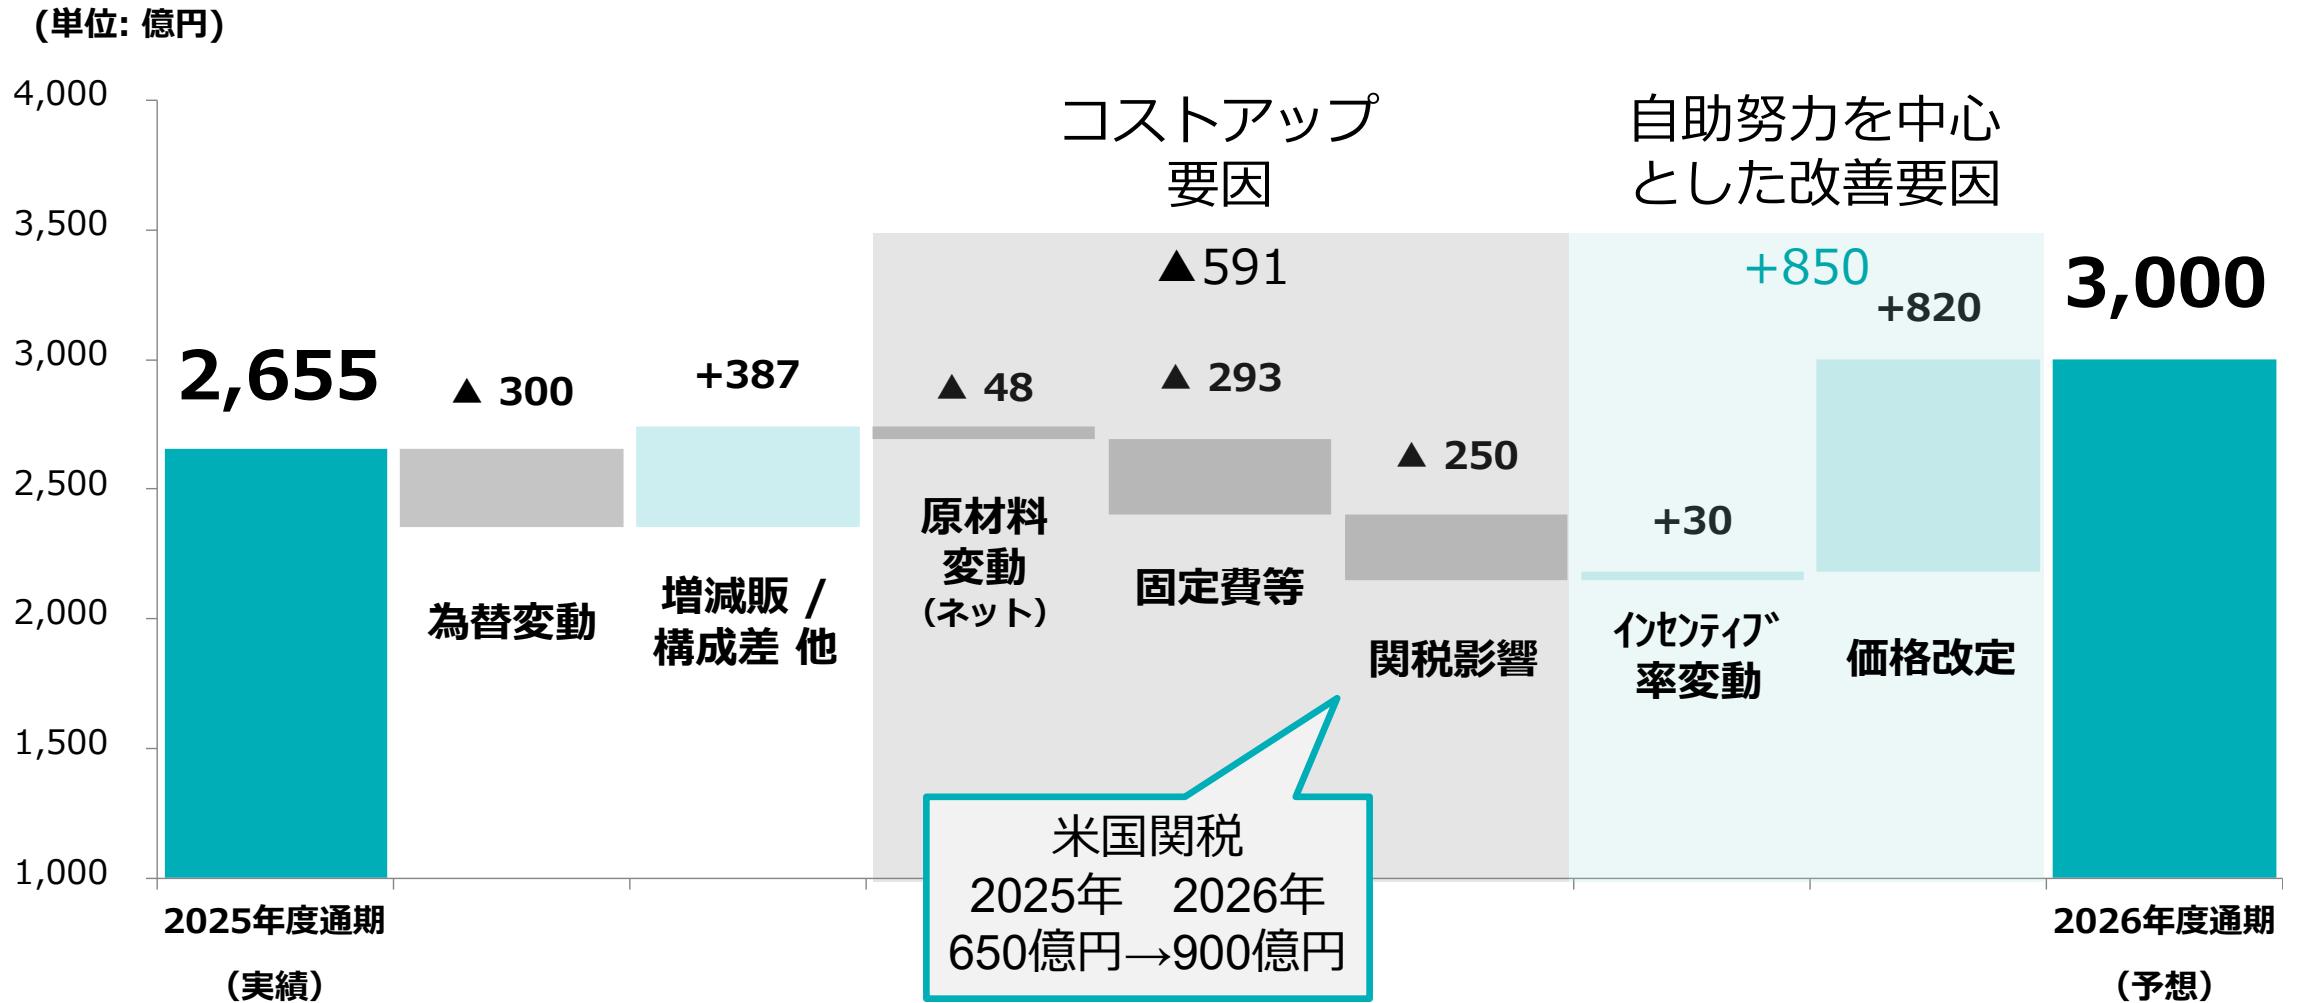 (単位: 億円)
4,000
3,500
3,000
2,500
2,000
1,500
1,000
コストアップ
要因
▲591
自助努力を中心
とした改善要因
+850
2,655
▲ 300
+387
▲ 48
▲ 293
▲ 250
+30
+820
3,000
為替変動
増減販 /
構成差 他
原材料
変動
（ネット）
固定費等
関税影響
ｲﾝｾﾝﾃｨﾌﾞ
率変動
価格改定
米国関税
2025年 2026年
650億円→900億円
2025年度通期
（実績）
2026年度通期
（予想）